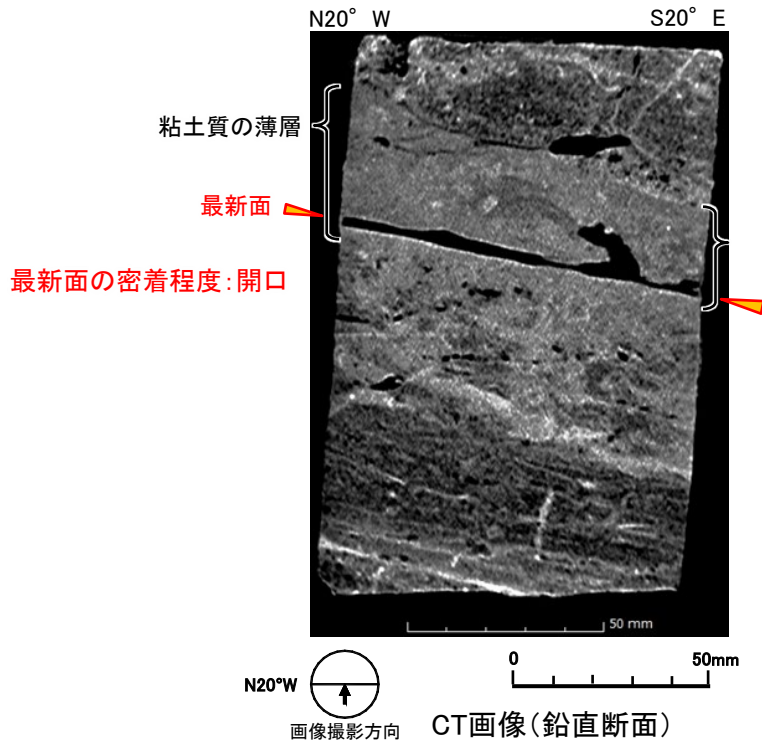 N20° W
S20° E
粘土質の薄層
最新面
最新面の密着程度：開口
50 mm
0 50mm
N20°W
画像撮影方向
CT画像（鉛直断面）